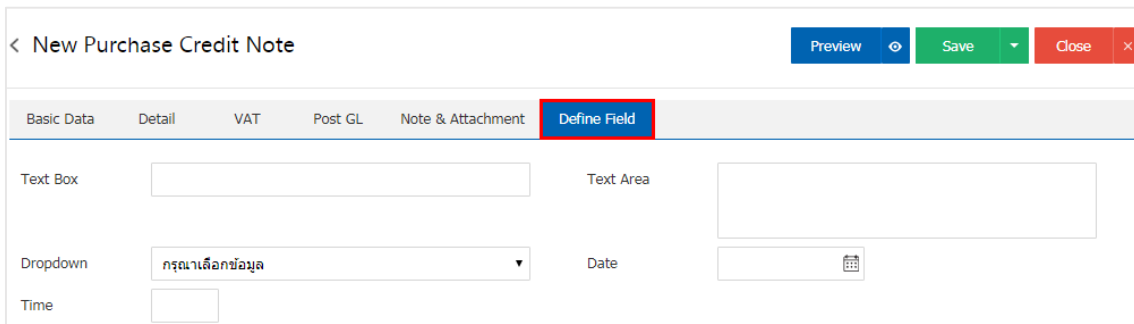 New Purchase Credit Note
Preview Save Close
Basic Data Detail VAT Post GL Note & Attachment Define Field
Text Box Text Area
Dropdown กรุณาเลือกข้อมูล Date
Time